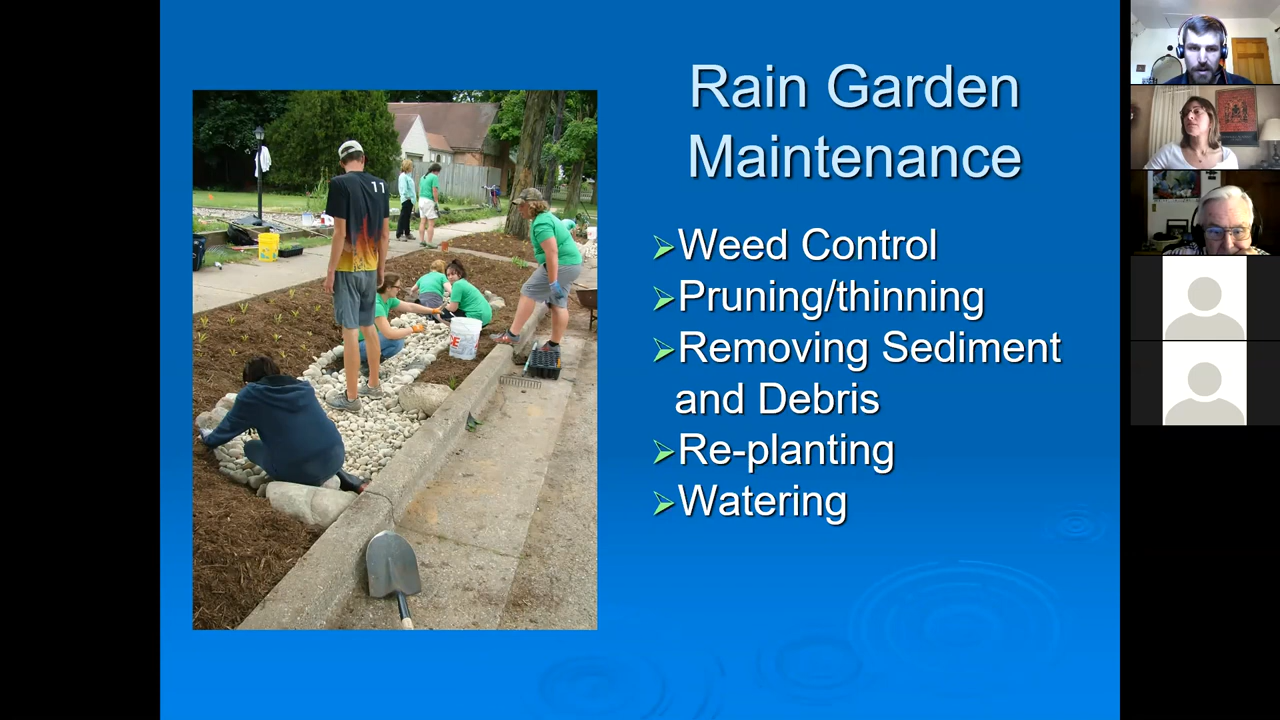 Rain Garden
Maintenance
Weed Control
Pruning/thinning
Removing Sediment
and Debris
Re-planting
Watering
11